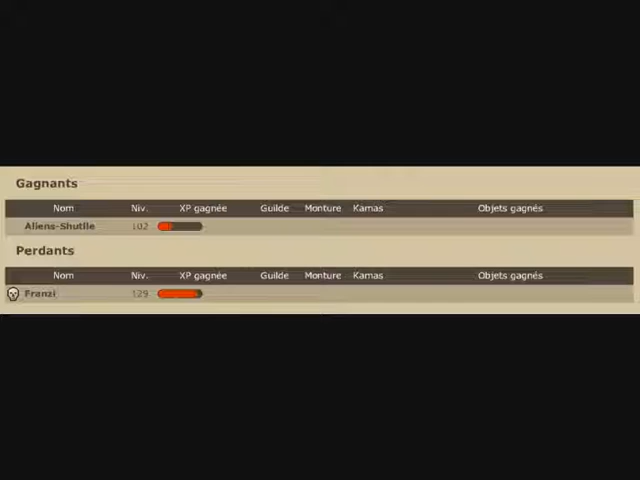 Gagnants
Nom Niv. XP gagnée Guilde Monture Kamas Objets gagnés
Aliens-Shutlle 102
Perdants
Nom Niv. XP gagnée Guilde Monture Kamas Objets gagnés
Franzi 129